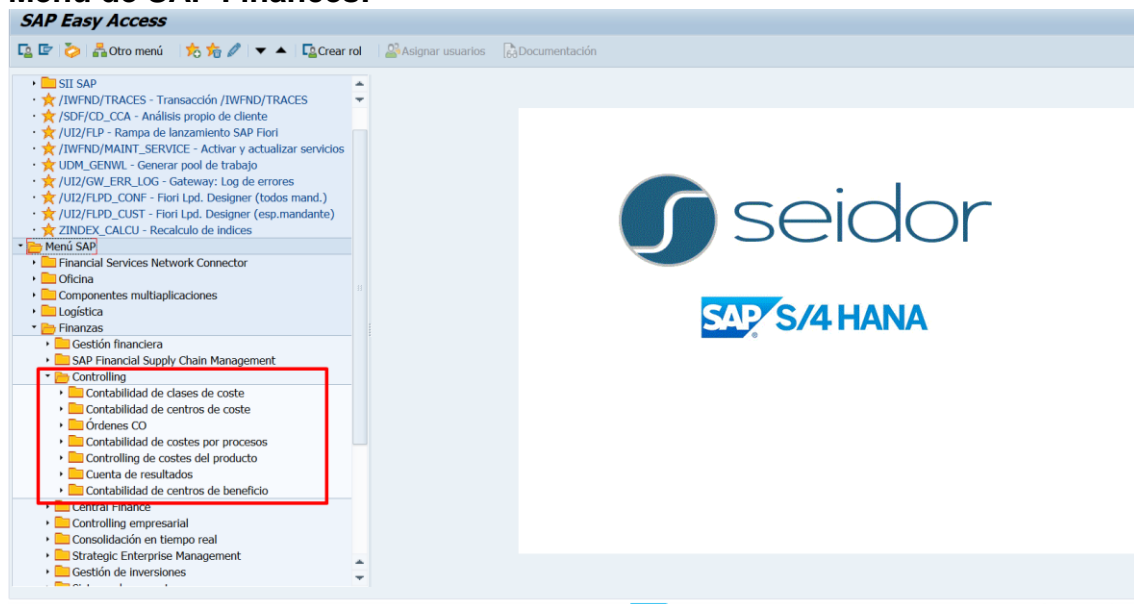 Menú de SAP Finances:
SAP Easy Access
Otro menú Crear rol Asignar usuarios Documentación
SII SAP
/IWFND/TRACES - Transacción /IWFND/TRACES
/SDF/CD_CCA - Análisis propio de cliente
/UI2/FLP - Rampa de lanzamiento SAP Fiori
/IWFND/MAINT_SERVICE - Activar y actualizar servicios
UDM_GENWL - Generar pool de trabajo
/UI2/GW_ERR_LOG - Gateway: Log de errores
/UI2/FLPD_CONF - Fiori Lpd. Designer (todos mand.)
/UI2/FLPD_CUST - Fiori Lpd. Designer (esp.mandante)
ZINDEX_CALCU - Recalculo de indices
Menú SAP
Financial Services Network Connector
Oficina
Componentes multiaplicaciones
Logística
Finanzas
Gestión financiera
SAP Financial Supply Chain Management
Controlling
Contabilidad de clases de coste
Contabilidad de centros de coste
Órdenes CO
Contabilidad de costes por procesos
Controlling de costes del producto
Cuenta de resultados
Contabilidad de centros de beneficio
Central Finance
Controlling empresarial
Consolidación en tiempo real
Strategic Enterprise Management
Gestión de inversiones
seidor
SAP S/4 HANA